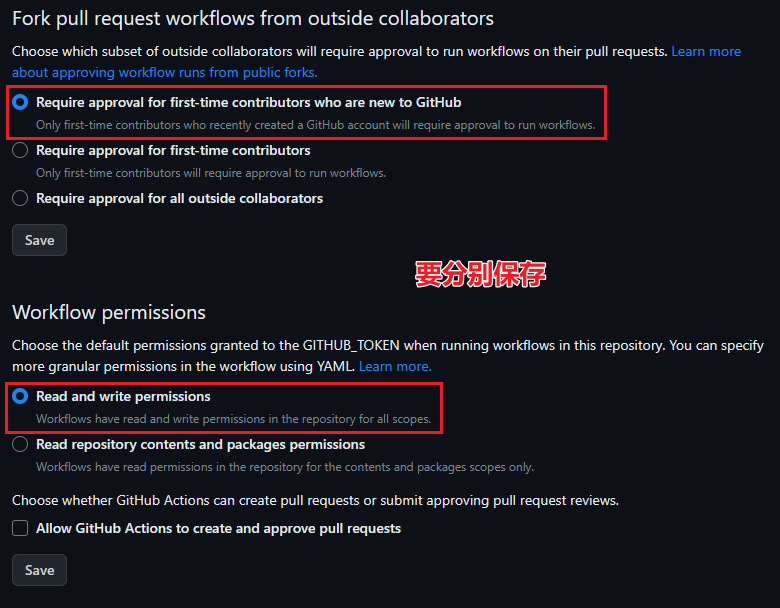 Fork pull request workflows from outside collaborators
Choose which subset of outside collaborators will require approval to run workflows on their pull requests. Learn more
about approving workflow runs from public forks.
Require approval for first-time contributors who are new to GitHub
Only first-time contributors who recently created a GitHub account will require approval to run workflows.
Require approval for first-time contributors
Only first-time contributors will require approval to run workflows.
Require approval for all outside collaborators
Save
要分别保存
Workflow permissions
Choose the default permissions granted to the GITHUB_TOKEN when running workflows in this repository. You can specify
more granular permissions in the workflow using YAML. Learn more.
Read and write permissions
Workflows have read and write permissions in the repository for all scopes.
Read repository contents and packages permissions
Workflows have read permissions in the repository for the contents and packages scopes only.
Choose whether GitHub Actions can create pull requests or submit approving pull request reviews.
Allow GitHub Actions to create and approve pull requests
Save